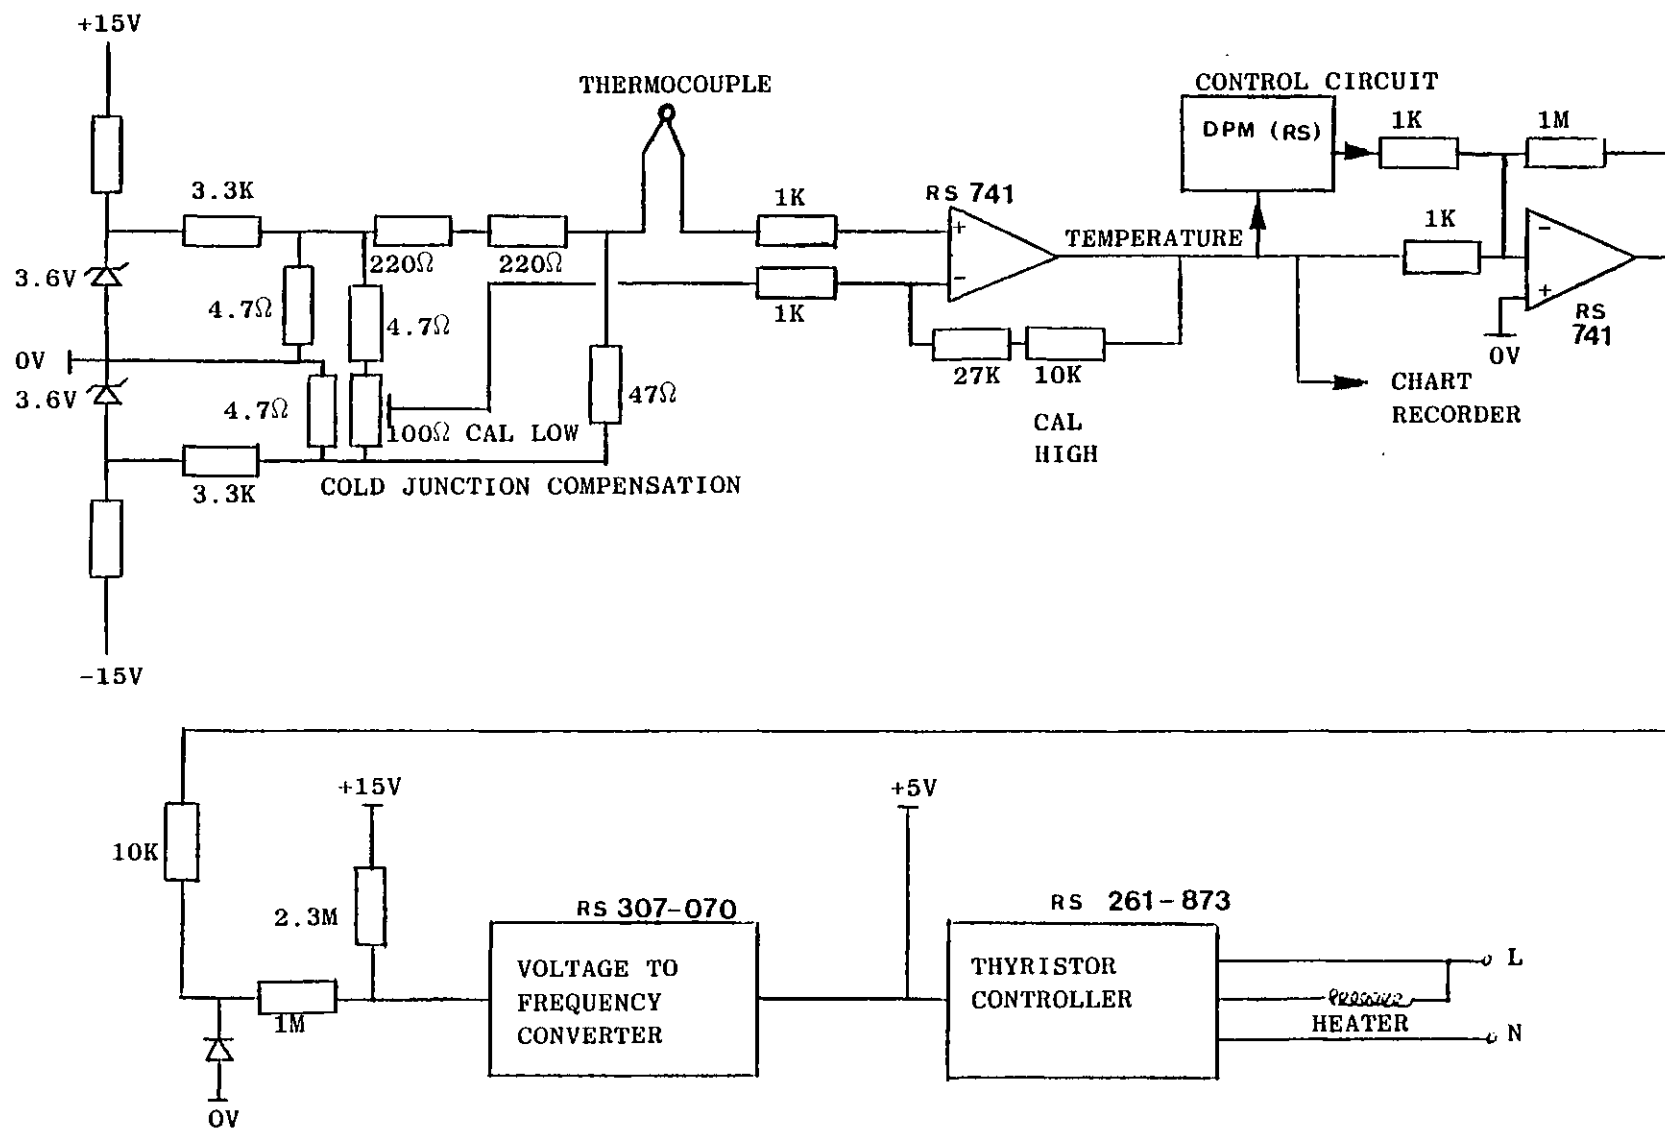 +15V
THERMOCOUPLE
CONTROL CIRCUIT
DPM (RS)
1K
1M
3.3K
1K
RS 741
1K
TEMPERATURE
3.6V
220Ω
220Ω
4.7Ω
4.7Ω
1K
-
+
+
-
RS
741
0V
0V
27K
10K
3.6V
4.7Ω
47Ω
CHART
RECORDER
100Ω CAL LOW
CAL
HIGH
3.3K
COLD JUNCTION COMPENSATION
-15V
+15V
+5V
10K
2.3M
RS 307-070
RS 261-873
VOLTAGE TO
FREQUENCY
CONVERTER
THYRISTOR
CONTROLLER
L
HEATER
N
1M
0V